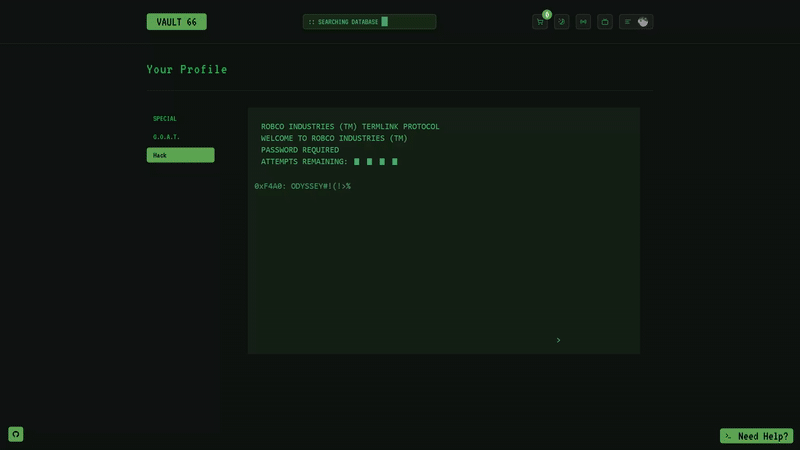 VAULT 66
:: SEARCHING DATABASE
0
Your Profile
SPECIAL
G.O.A.T.
Hack
ROBCO INDUSTRIES (TM) TERMLINK PROTOCOL
WELCOME TO ROBCO INDUSTRIES (TM)
PASSWORD REQUIRED
ATTEMPTS REMAINING:
0xF4A0: ODYSSEY#!(!>%
>
Need Help?